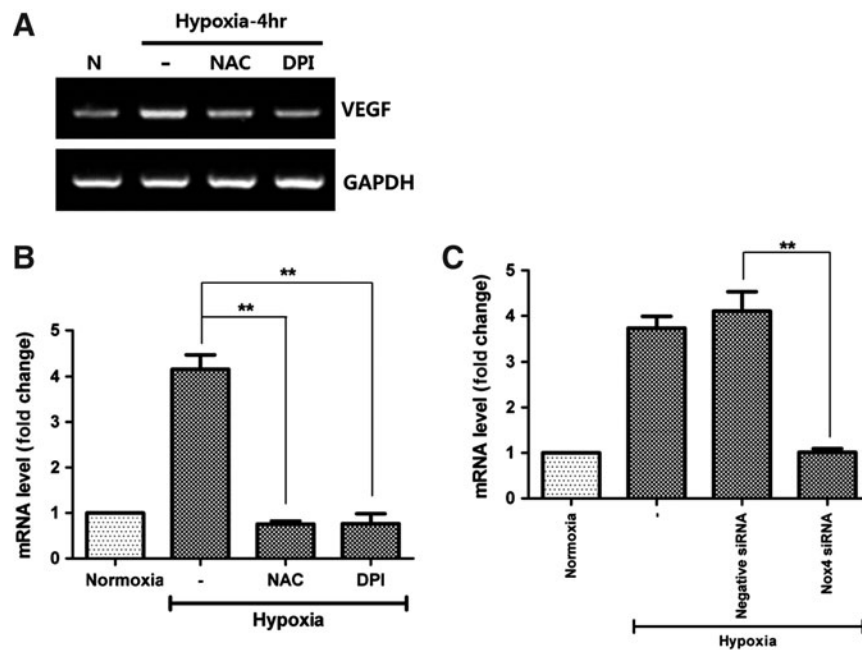 A
Hypoxia-4hr
N - NAC DPI
VEGF
GAPDH
B
**
**
mRNA level (fold change)
5
4
3
2
1
0
Normoxia - NAC DPI
Hypoxia
C
**
mRNA level (fold change)
5
4
3
2
1
0
Normoxia
-
Negative siRNA
Nox4 siRNA
Hypoxia